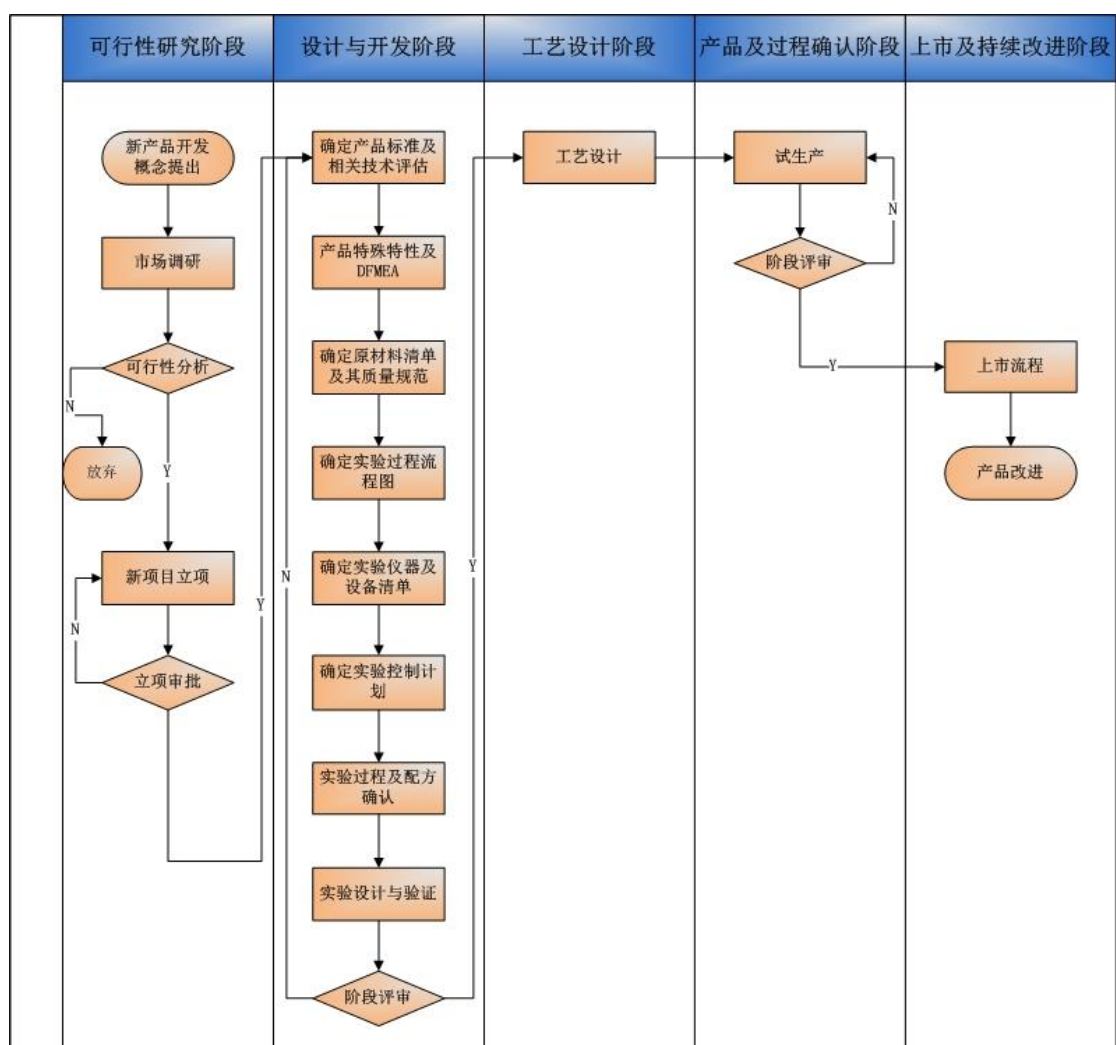 可行性研究阶段
设计与开发阶段
工艺设计阶段
产品及过程确认阶段
上市及持续改进阶段
新产品开发
概念提出
市场调研
可行性分析
N
放弃
Y
新项目立项
N
立项审批
Y
确定产品标准及
相关技术评估
产品特殊特性及
DFMEA
确定原材料清单
及其质量规范
确定实验过程流
程图
确定实验仪器及
设备清单
确定实验控制计
划
实验过程及配方
确认
实验设计与验证
阶段评审
N
Y
工艺设计
试生产
N
阶段评审
Y
上市流程
产品改进